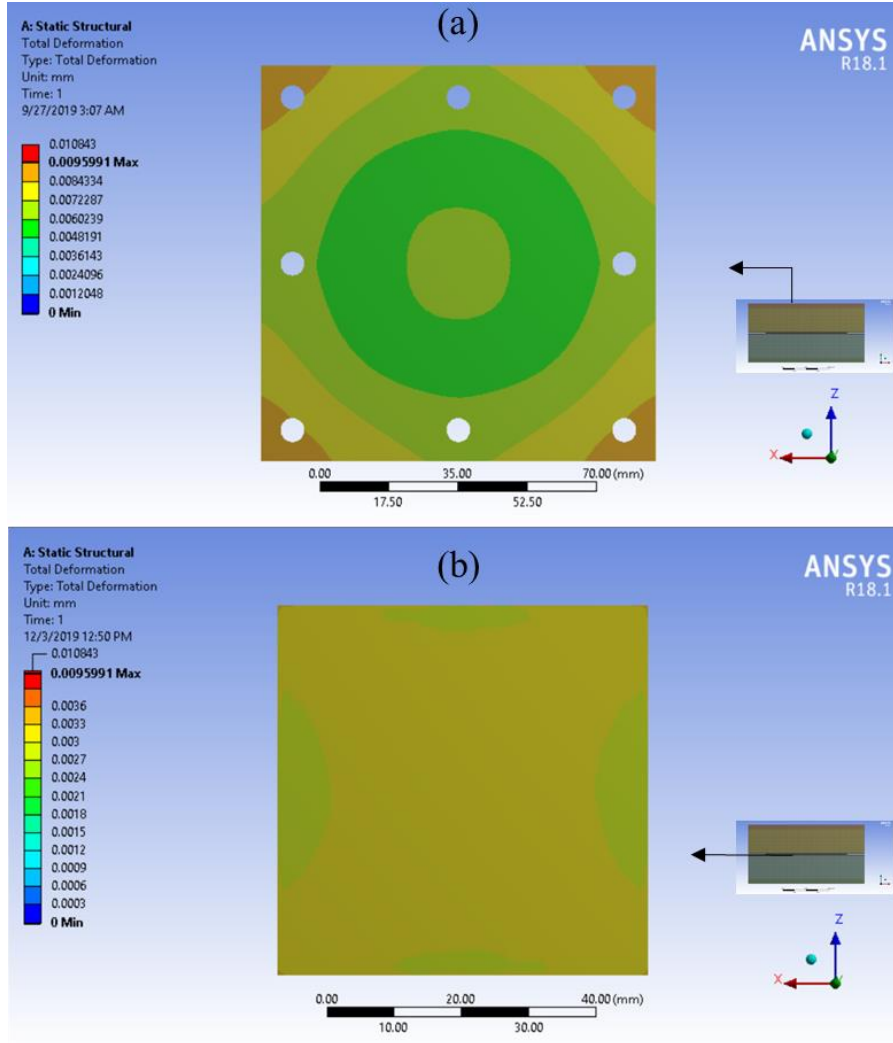 (a)
A: Static Structural
Total Deformation
Type: Total Deformation
Unit: mm
Time: 1
9/27/2019 3:07 AM
ANSYS
R18.1
0.010843
0.0095991 Max
0.0084334
0.0072287
0.0060239
0.0048191
0.0036143
0.0024096
0.0012048
0 Min
Z
X
0.00 35.00 70.00 (mm)
17.50 52.50
(b)
A: Static Structural
Total Deformation
Type: Total Deformation
Unit: mm
Time: 1
12/3/2019 12:50 PM
ANSYS
R18.1
0.010843
0.0095991 Max
0.0036
0.0033
0.003
0.0027
0.0024
0.0021
0.0018
0.0015
0.0012
0.0009
0.0006
0.0003
0 Min
Z
X
0.00 20.00 40.00 (mm)
10.00 30.00